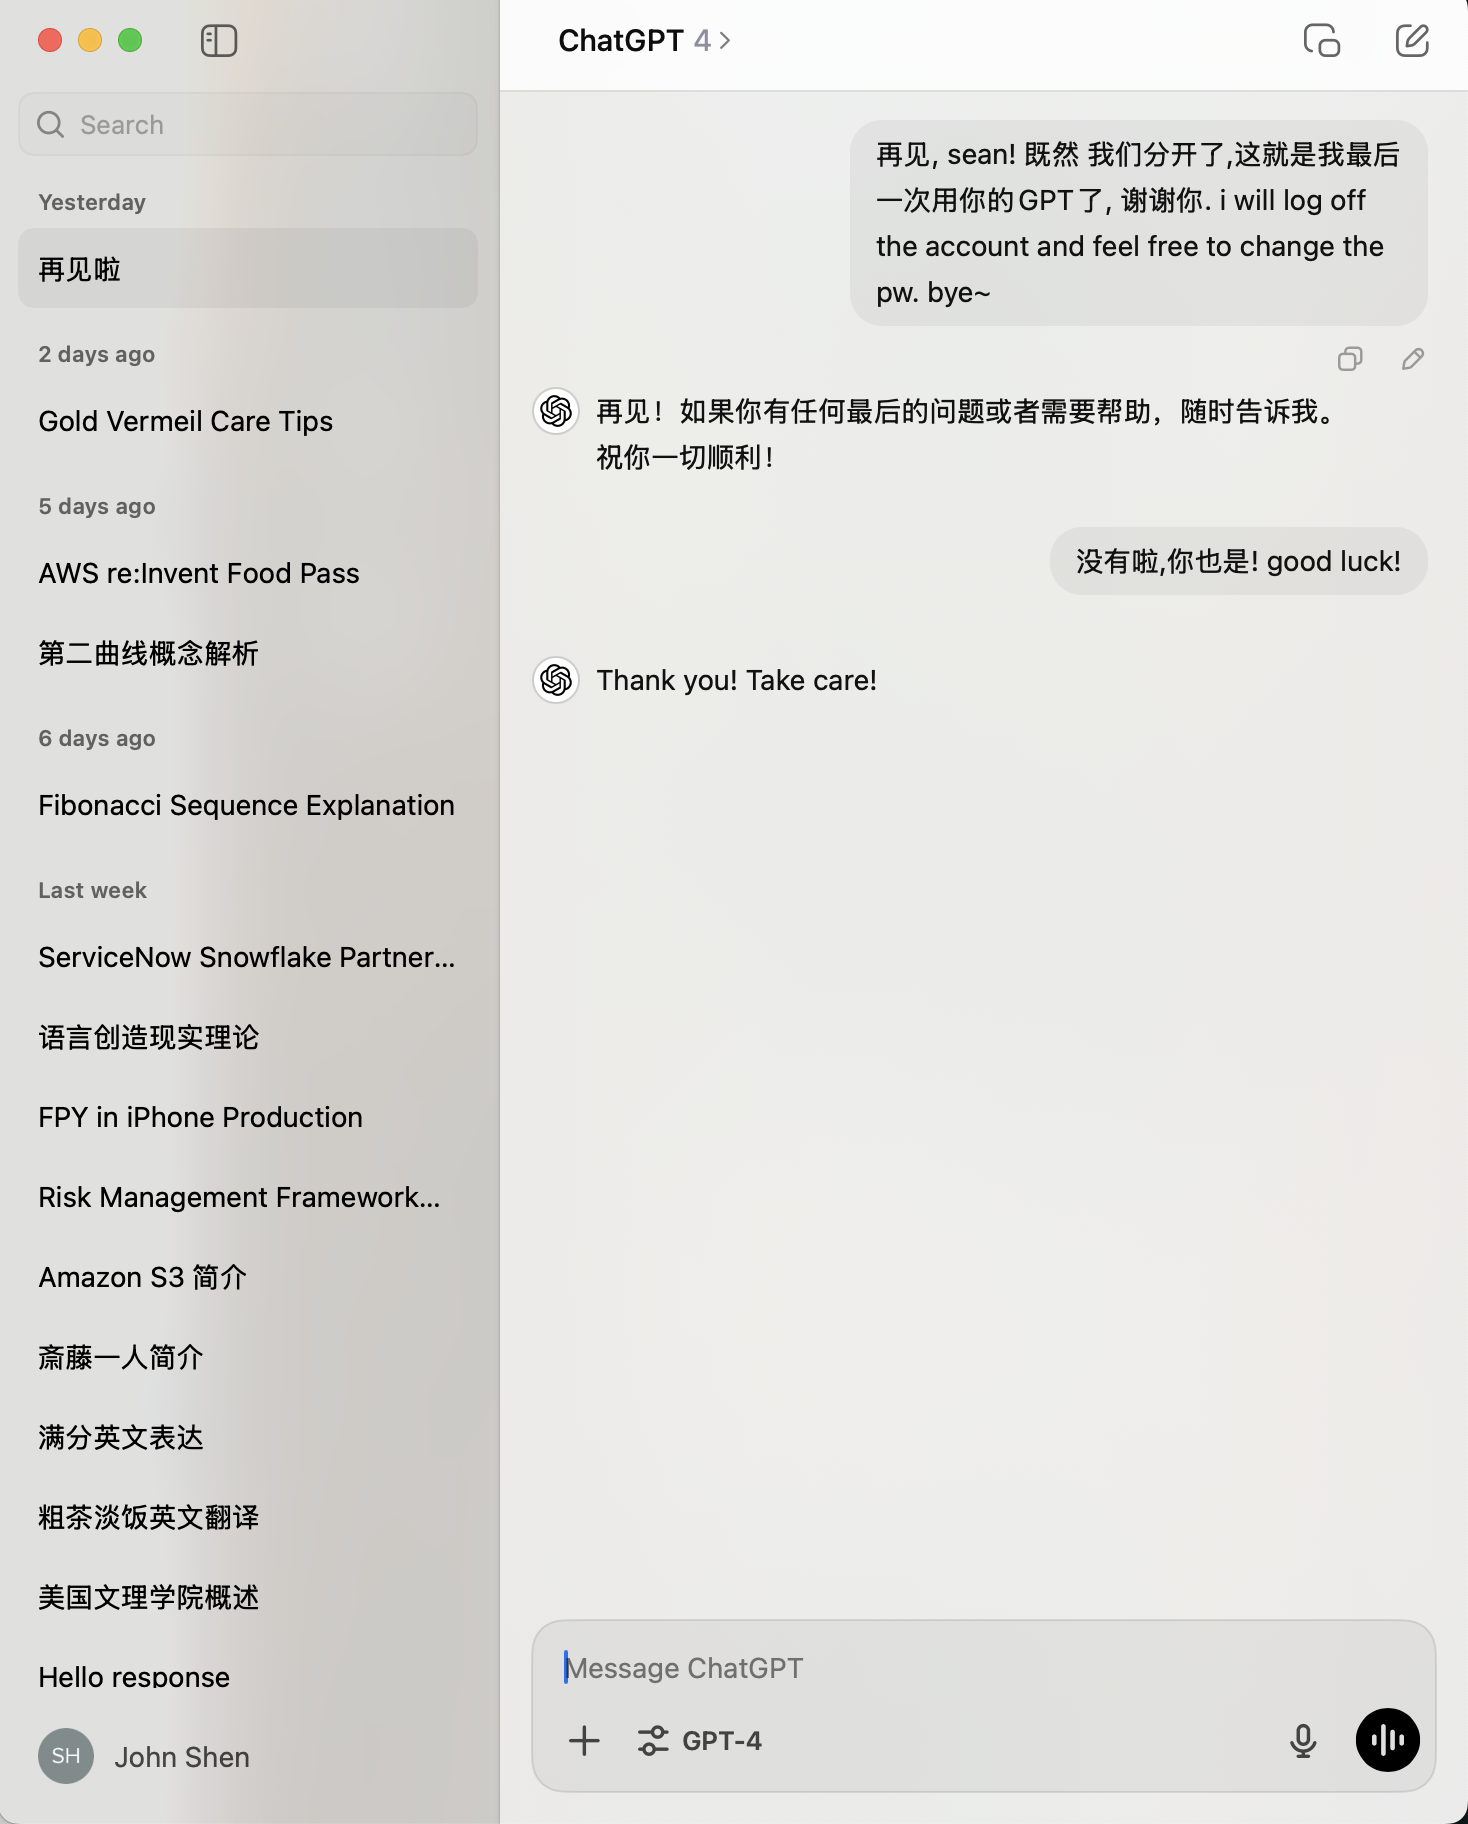 Search
Yesterday
再见啦
2 days ago
Gold Vermeil Care Tips
5 days ago
AWS re:Invent Food Pass
第二曲线概念解析
6 days ago
Fibonacci Sequence Explanation
Last week
ServiceNow Snowflake Partner...
语言创造现实理论
FPY in iPhone Production
Risk Management Framework...
Amazon S3 简介
斎藤一人简介
满分英文表达
粗茶淡饭英文翻译
美国文理学院概述
Hello response
SH John Shen
ChatGPT 4 >
再见, sean! 既然 我们分开了,这就是我最后
一次用你的GPT了, 谢谢你. i will log off
the account and feel free to change the
pw. bye~
再见！如果你有任何最后的问题或者需要帮助，随时告诉我。
祝你一切顺利！
没有啦,你也是! good luck!
Thank you! Take care!
Message ChatGPT
GPT-4